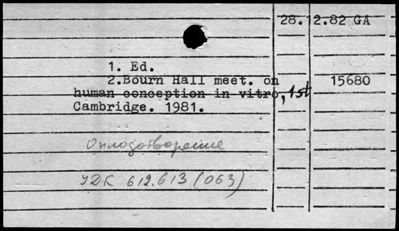 28.12.82 GA
1. Ed.
2.Bourn Hall meet. on 15680
human conception in vitro, 1st
Cambridge. 1981.
Оплодотворение
УДК 612.613 (063)